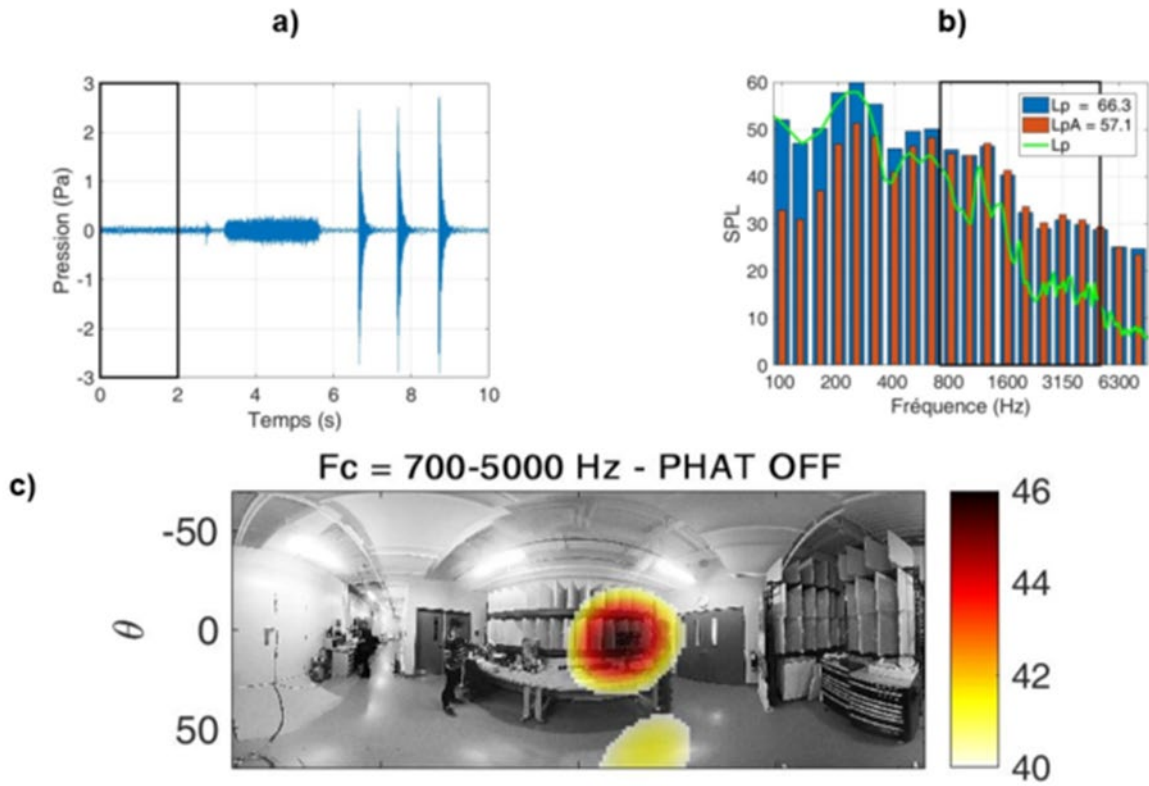 a)
b)
3
2
1
0
-1
-2
-3
Pression (Pa)
0 2 4 6 8 10
Temps (s)
60
50
40
30
20
10
0
SPL
Lp = 66.3
LpA = 57.1
Lp
100 200 400 800 1600 3150 6300
Fréquence (Hz)
c)
Fc = 700-5000 Hz - PHAT OFF
-50
0
50
θ
46
44
42
40